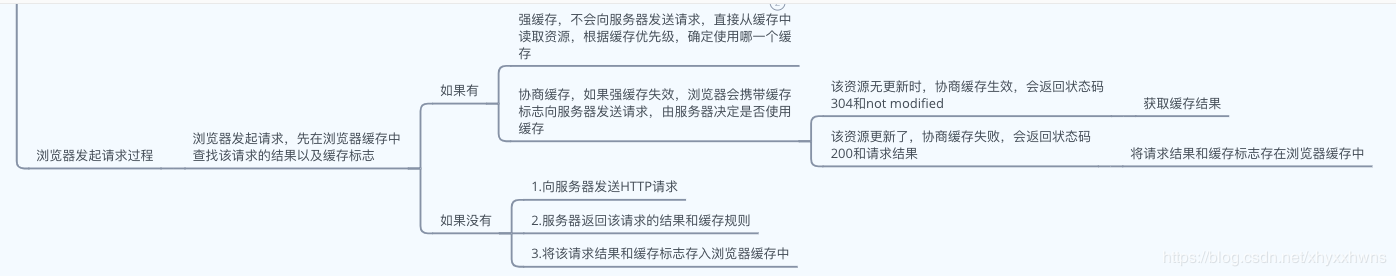 强缓存，不会向服务器发送请求，直接从缓存中
读取资源，根据缓存优先级，确定使用哪一个缓
存
如果有
协商缓存，如果强缓存失效，浏览器会携带缓存
标志向服务器发送请求，由服务器决定是否使用
缓存
该资源无更新时，协商缓存生效，会返回状态码
304和not modified
获取缓存结果
该资源更新了，协商缓存失败，会返回状态码
200和请求结果
将请求结果和缓存标志存在浏览器缓存中
浏览器发起请求过程
浏览器发起请求，先在浏览器缓存中
查找该请求的结果以及缓存标志
如果没有
1.向服务器发送HTTP请求
2.服务器返回该请求的结果和缓存规则
3.将该请求结果和缓存标志存入浏览器缓存中
https://blog.csdn.net/xhyxxhwns